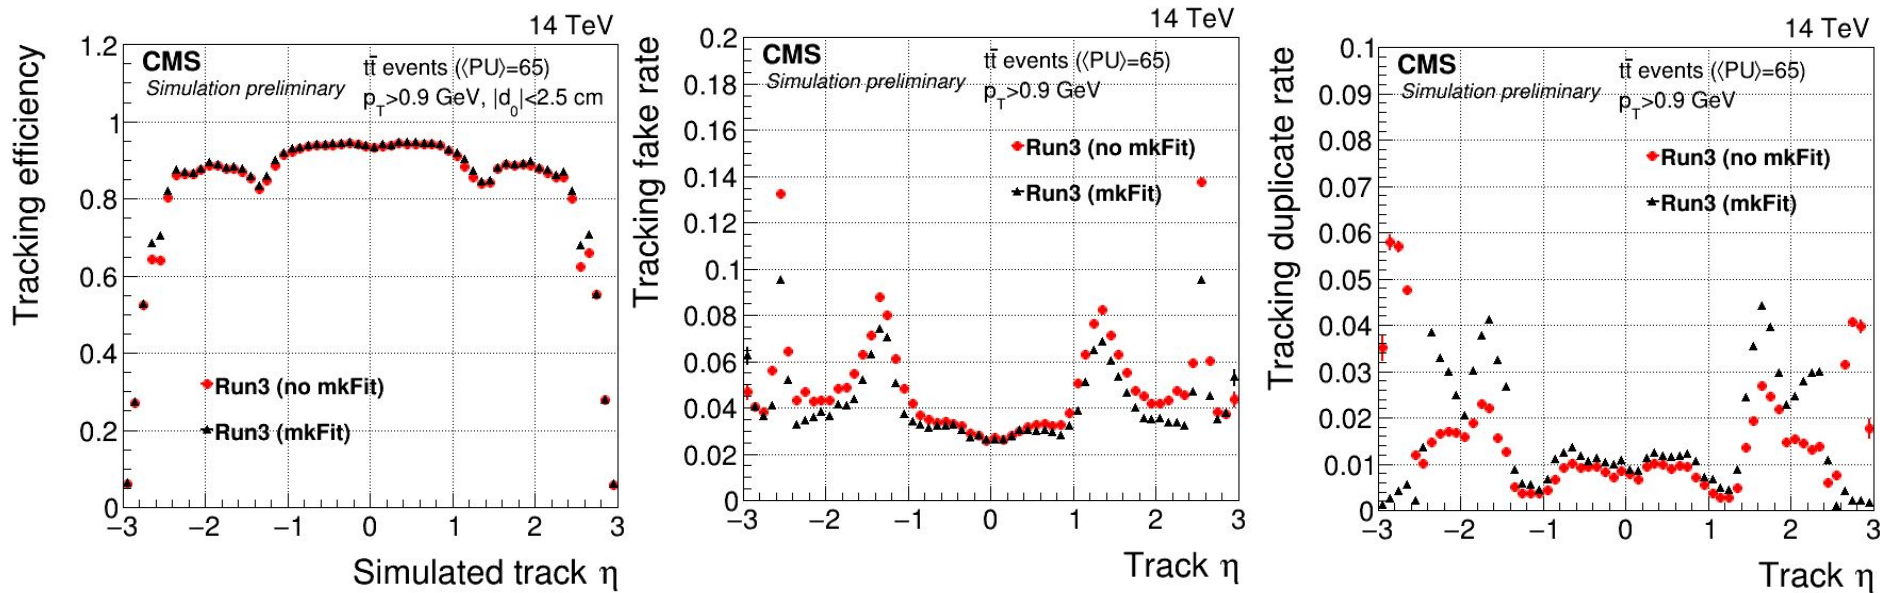 14 TeV
CMS
Simulation preliminary
tt̄ events (⟨PU⟩=65)
p_T>0.9 GeV, |d_0|<2.5 cm
Tracking efficiency
1.2
1
0.8
0.6
0.4
0.2
0
Run3 (no mkFit)
Run3 (mkFit)
−3 −2 −1 0 1 2 3
Simulated track η
14 TeV
CMS
Simulation preliminary
tt̄ events (⟨PU⟩=65)
p_T>0.9 GeV
Tracking fake rate
0.2
0.18
0.16
0.14
0.12
0.1
0.08
0.06
0.04
0.02
0
Run3 (no mkFit)
Run3 (mkFit)
−3 −2 −1 0 1 2 3
Track η
14 TeV
CMS
Simulation preliminary
tt̄ events (⟨PU⟩=65)
p_T>0.9 GeV
Tracking duplicate rate
0.1
0.09
0.08
0.07
0.06
0.05
0.04
0.03
0.02
0.01
0
Run3 (no mkFit)
Run3 (mkFit)
−3 −2 −1 0 1 2 3
Track η